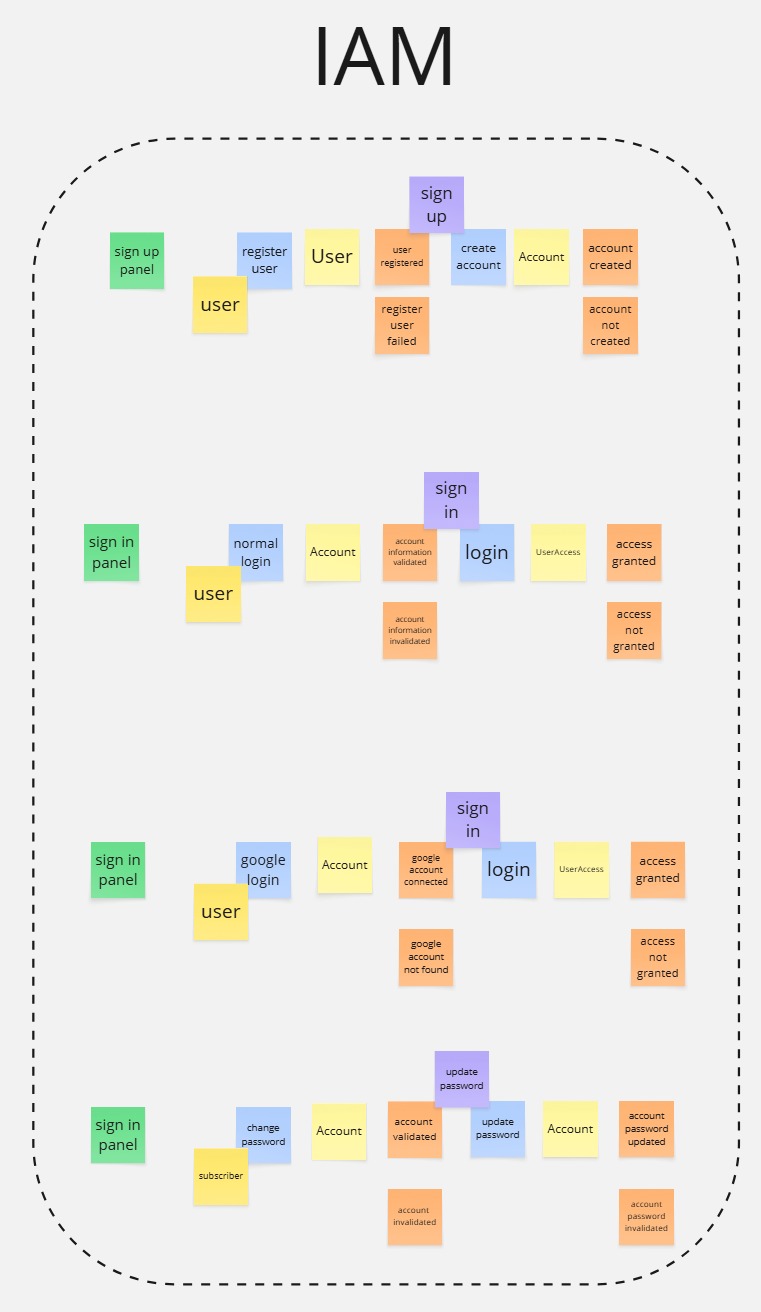 IAM
sign
up
sign up
panel
register
user
user
User
user
registered
create
account
Account
account
created
register
user
failed
account
not
created
sign
in
sign in
panel
normal
login
user
Account
account
information
validated
login
UserAccess
access
granted
account
information
invalidated
access
not
granted
sign
in
sign in
panel
google
login
user
Account
google
account
connected
login
UserAccess
access
granted
google
account
not found
access
not
granted
update
password
sign in
panel
change
password
subscriber
Account
account
validated
update
password
Account
account
password
updated
account
invalidated
account
password
invalidated